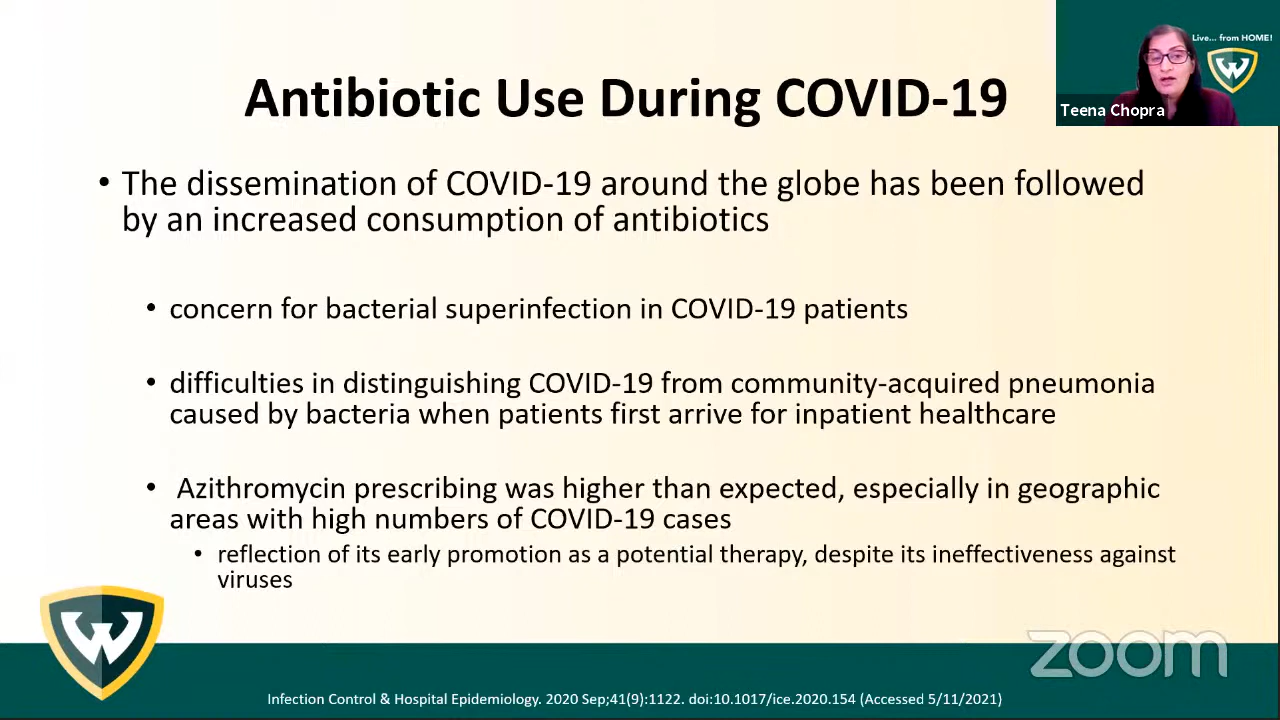 Live... from HOME!
W
Teena Chopra
Antibiotic Use During COVID-19
• The dissemination of COVID-19 around the globe has been followed
by an increased consumption of antibiotics
• concern for bacterial superinfection in COVID-19 patients
• difficulties in distinguishing COVID-19 from community-acquired pneumonia
caused by bacteria when patients first arrive for inpatient healthcare
• Azithromycin prescribing was higher than expected, especially in geographic
areas with high numbers of COVID-19 cases
• reflection of its early promotion as a potential therapy, despite its ineffectiveness against
viruses
W
zoom
Infection Control & Hospital Epidemiology. 2020 Sep;41(9):1122. doi:10.1017/ice.2020.154 (Accessed 5/11/2021)